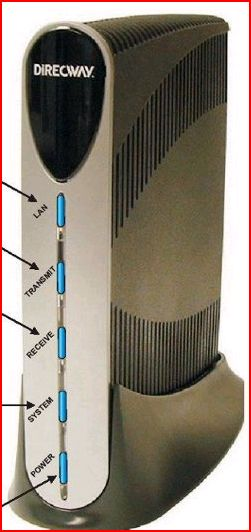 DIRECWAY
LAN
TRANSMIT
RECEIVE
SYSTEM
POWER